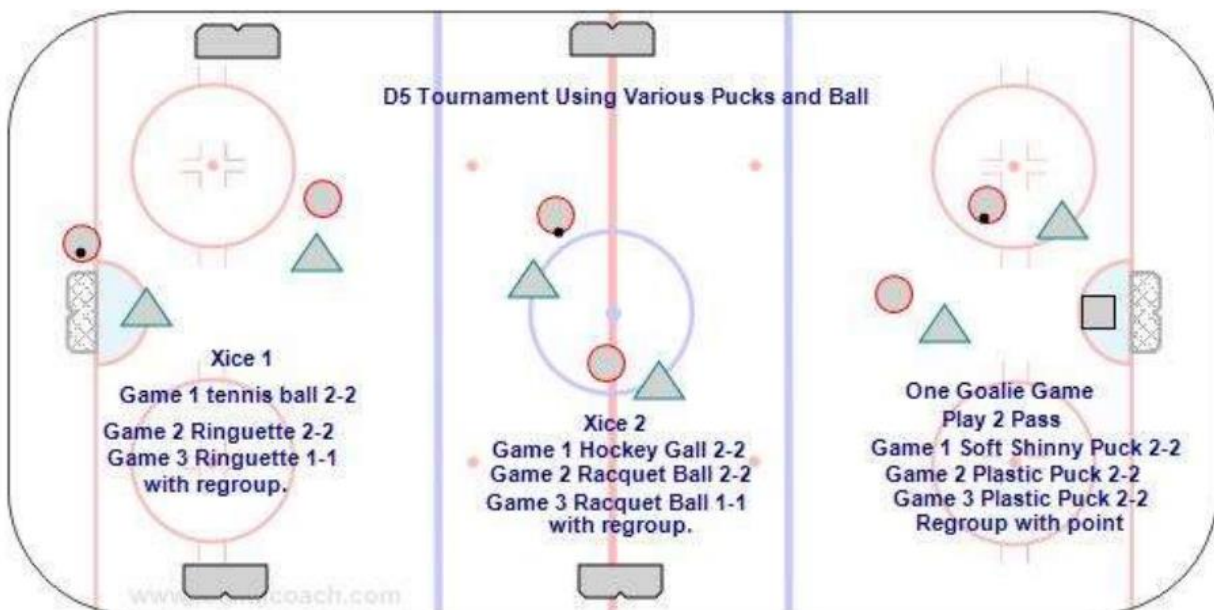 D5 Tournament Using Various Pucks and Ball
Xice 1
Game 1 tennis ball 2-2
Game 2 Ringuette 2-2
Game 3 Ringuette 1-1
with regroup.
Xice 2
Game 1 Hockey Gall 2-2
Game 2 Racquet Ball 2-2
Game 3 Racquet Ball 1-1
with regroup.
One Goalie Game
Play 2 Pass
Game 1 Soft Shinny Puck 2-2
Game 2 Plastic Puck 2-2
Game 3 Plastic Puck 2-2
Regroup with point